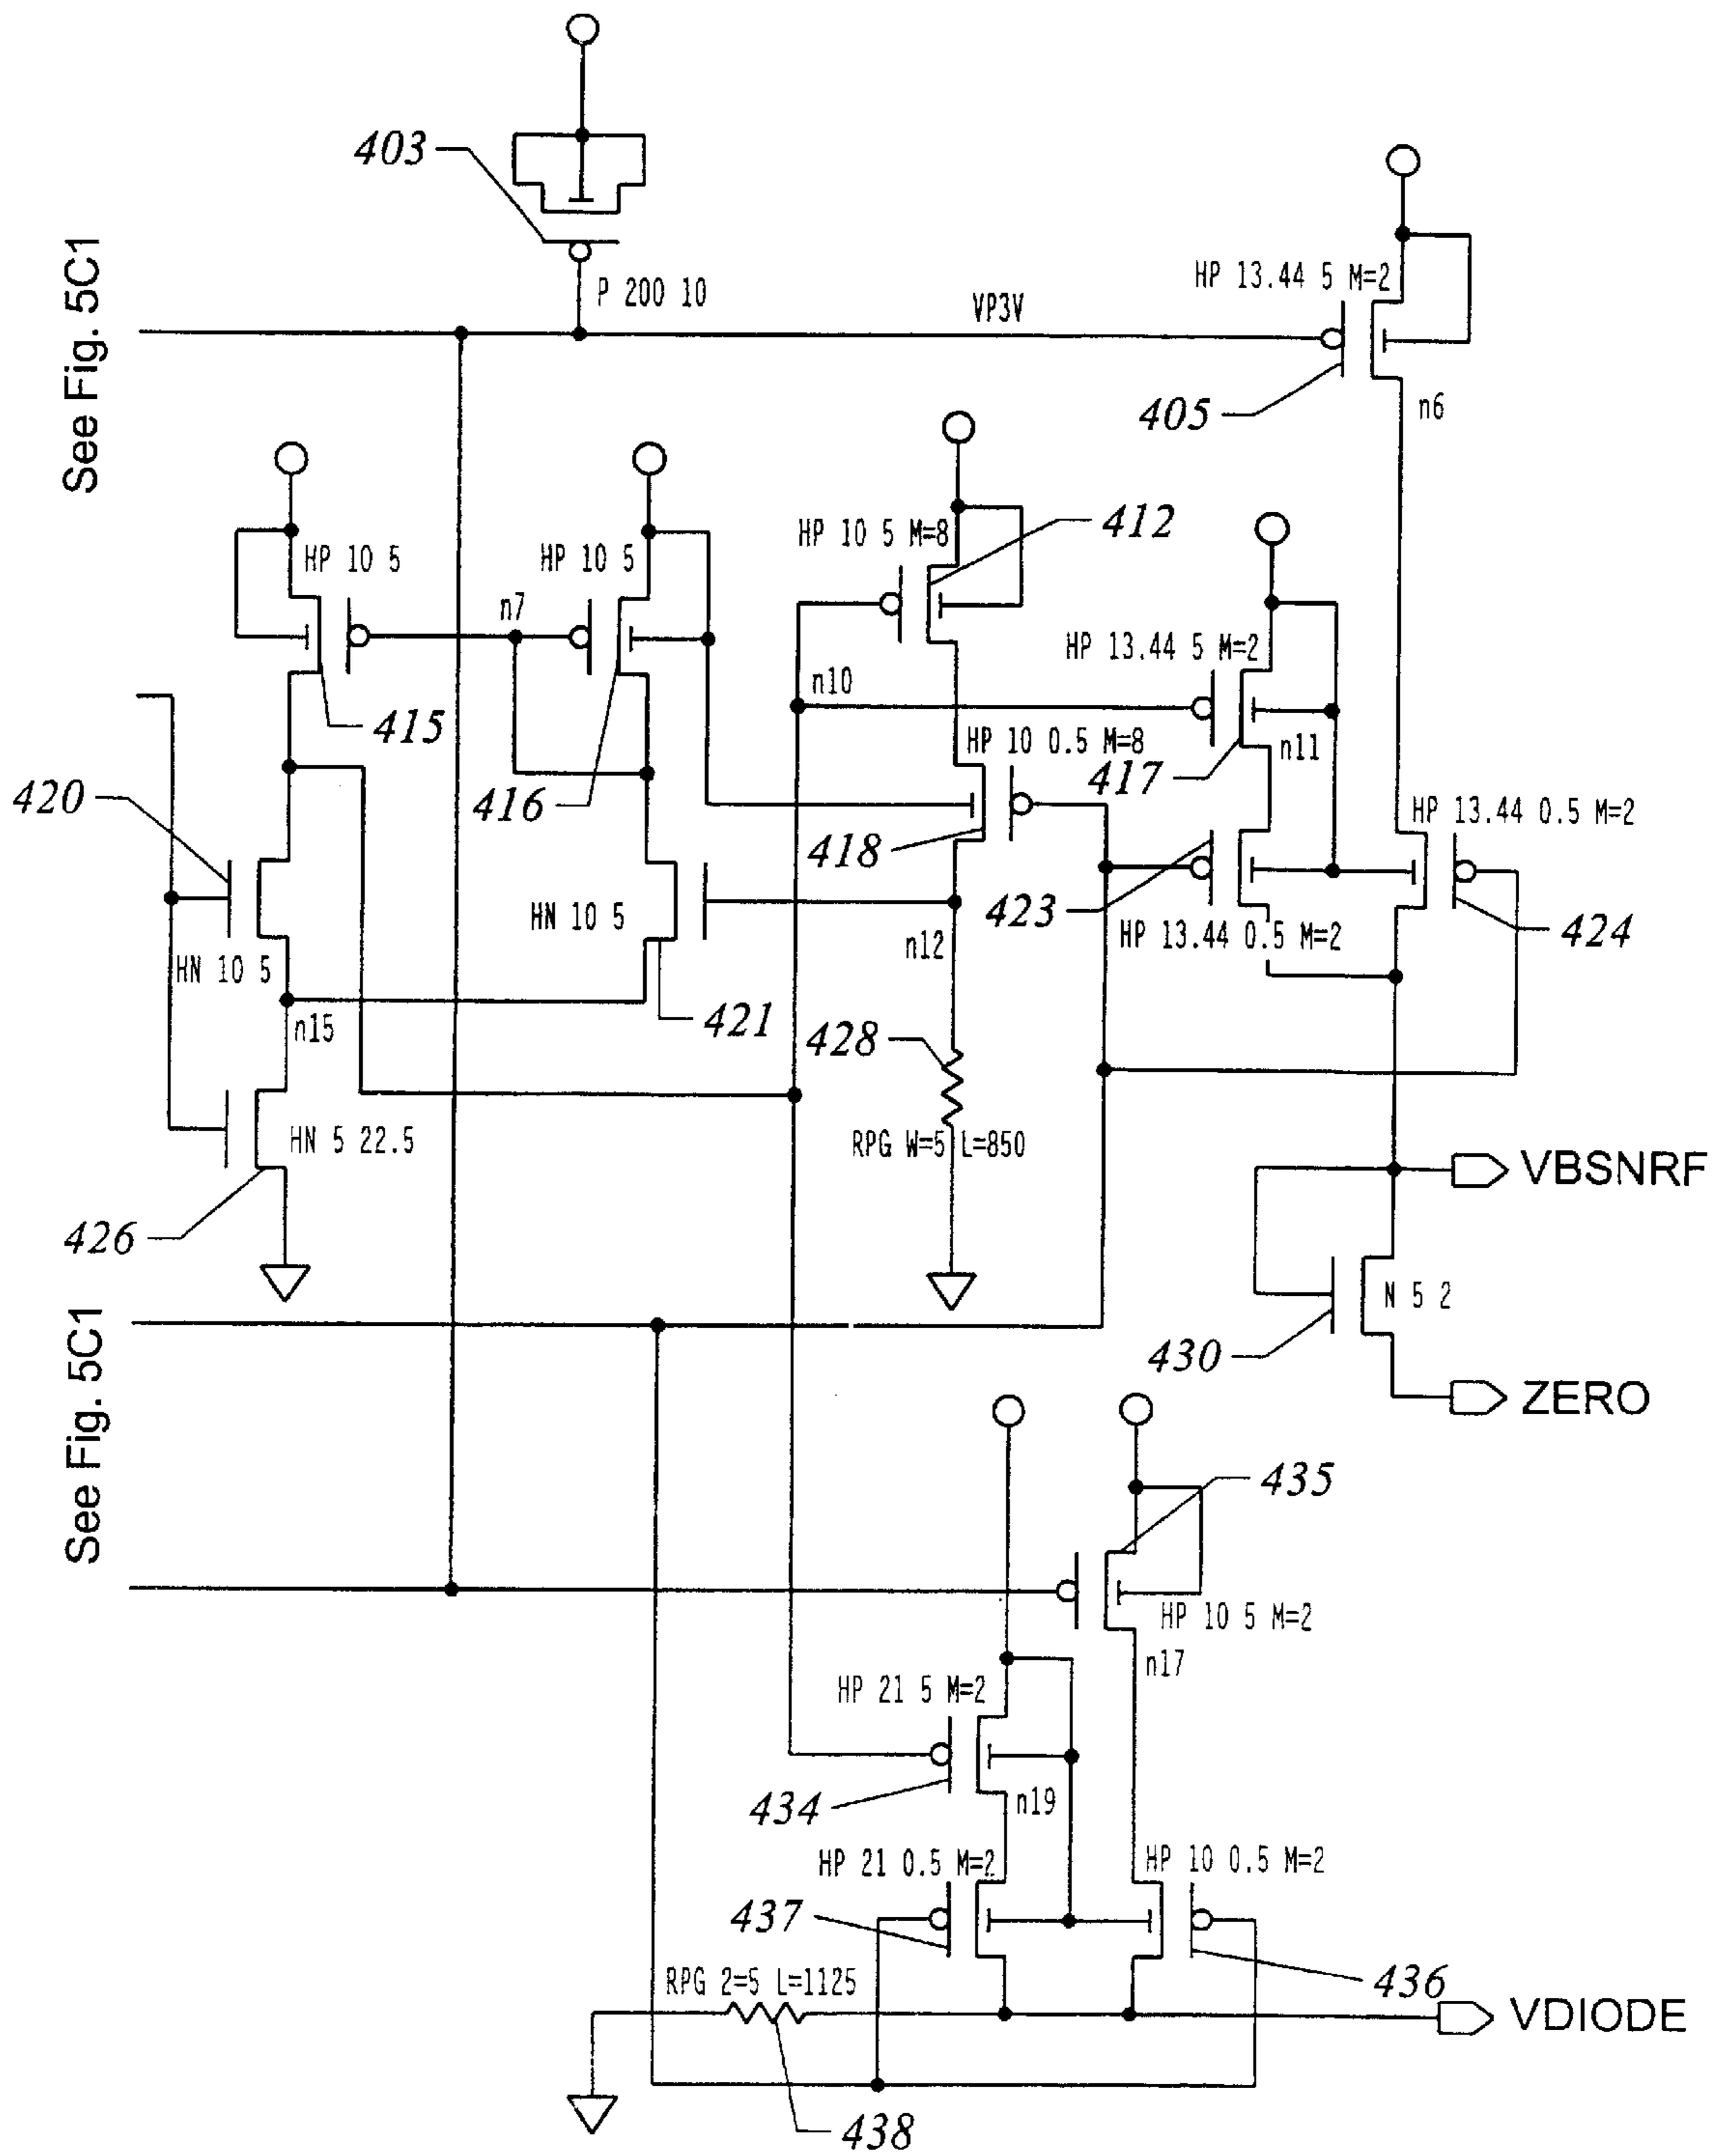 403
See Fig. 5C1
P 200 10
VP3V
HP 13.44 5 M=2
405
n6
HP 10 5
n7
HP 10 5
HP 10 5 M=8
412
HP 13.44 5 M=2
n10
415
416
HP 10 0.5 M=8
n11
417
HP 13.44 0.5 M=2
420
418
423
424
HN 10 5
HN 10 5
n12
HP 13.44 0.5 M=2
n15
421
428
HN 5 22.5
RPG W=5 L=850
VBSNRF
426
N 5 2
430
ZERO
See Fig. 5C1
435
HP 10 5 M=2
n17
HP 21 5 M=2
434
n19
HP 21 0.5 M=2
HP 10 0.5 M=2
437
RPG 2=5 L=1125
436
VDIODE
438